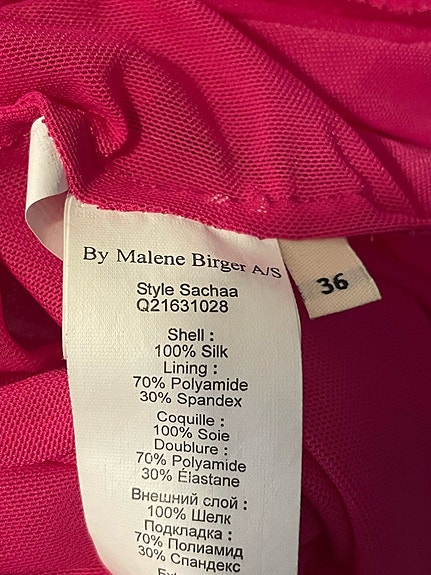 By Malene Birger A/S
36
Style Sachaa
Q21631028
Shell :
100% Silk
Lining :
70% Polyamide
30% Spandex
Coquille :
100% Soie
Doublure :
70% Polyamide
30% Élastane
Внешний слой :
100% Шелк
Подкладка :
70% Полиамид
30% Спандекс